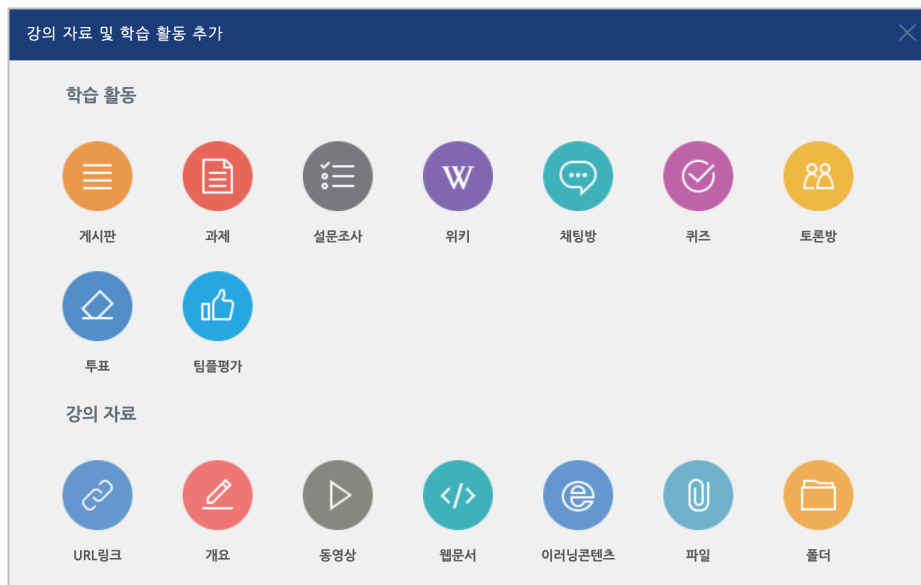 강의 자료 및 학습 활동 추가
학습 활동
게시판 과제 설문조사 위키 채팅방 퀴즈 토론방
투표 팀플평가
강의 자료
URL링크 개요 동영상 웹문서 이러닝콘텐츠 파일 폴더